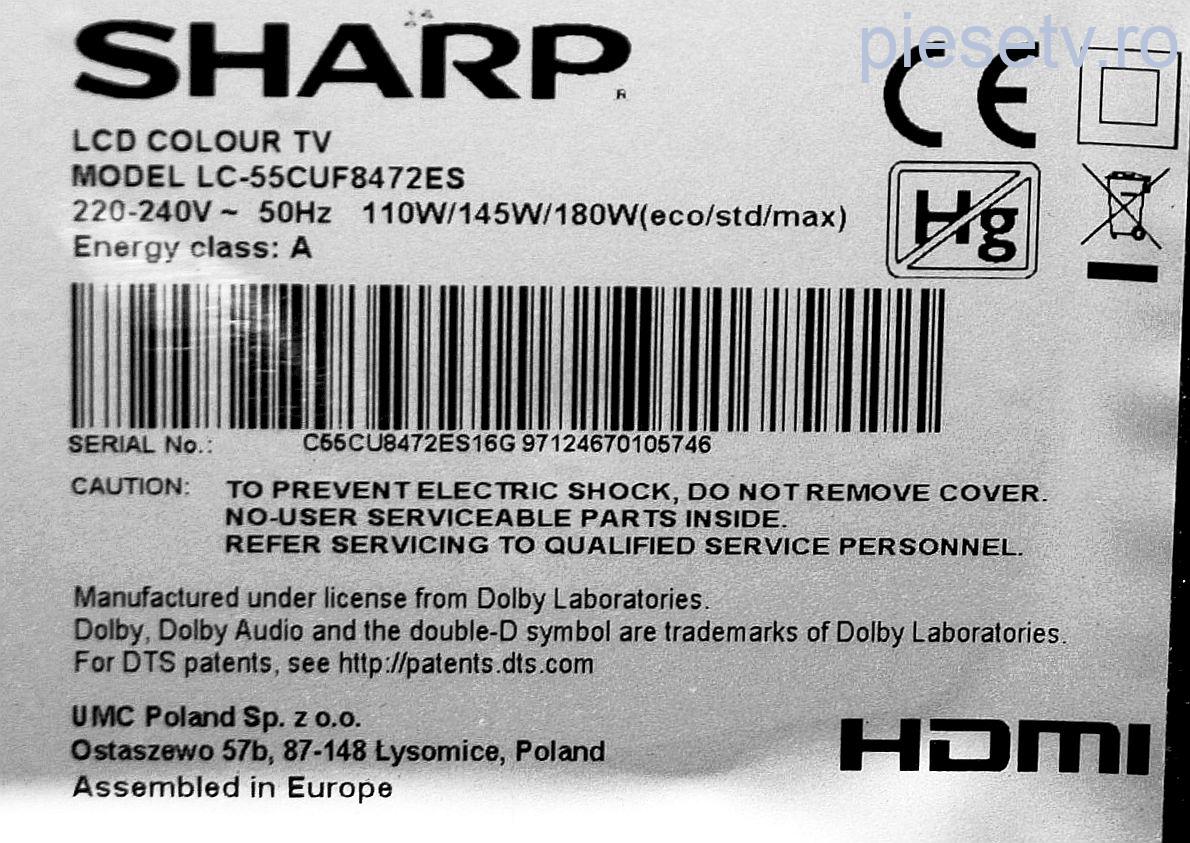 piesetv.ro
SHARP®
CE
LCD COLOUR TV
MODEL LC-55CUF8472ES
220-240V ~ 50Hz 110W/145W/180W(eco/std/max)
Hg
Energy class: A
SERIAL No.: C55CU8472ES16G 97124670105746
CAUTION: TO PREVENT ELECTRIC SHOCK, DO NOT REMOVE COVER.
NO-USER SERVICEABLE PARTS INSIDE.
REFER SERVICING TO QUALIFIED SERVICE PERSONNEL.
Manufactured under license from Dolby Laboratories.
Dolby, Dolby Audio and the double-D symbol are trademarks of Dolby Laboratories.
For DTS patents, see http://patents.dts.com
UMC Poland Sp. z o.o.
Ostaszewo 57b, 87-148 Łysomice, Poland
Assembled in Europe
HDMI